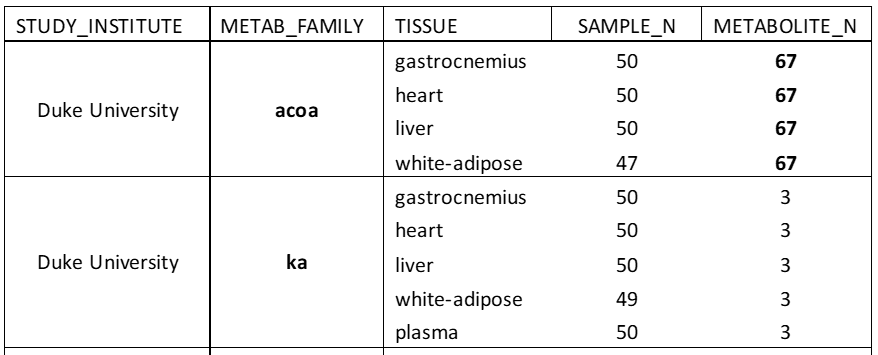 STUDY_INSTITUTE METAB_FAMILY TISSUE SAMPLE_N METABOLITE_N
Duke University acoa
gastrocnemius 50 67
heart 50 67
liver 50 67
white-adipose 47 67
Duke University ka
gastrocnemius 50 3
heart 50 3
liver 50 3
white-adipose 49 3
plasma 50 3